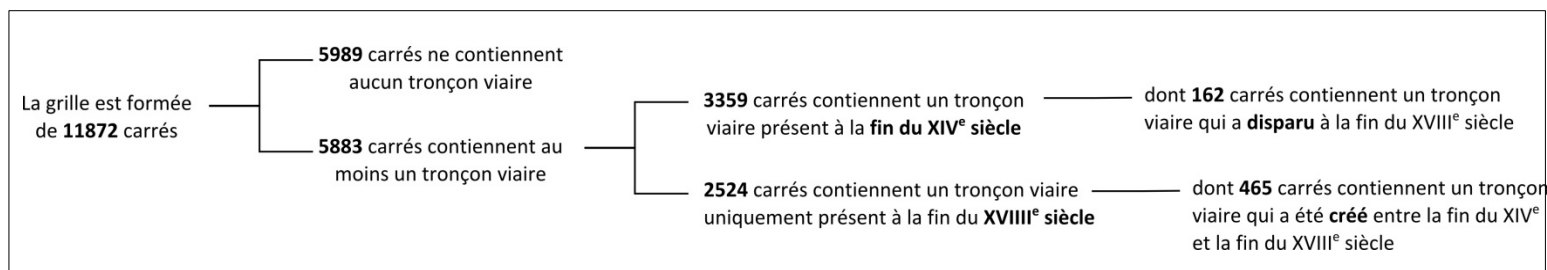 La grille est formée
de 11872 carrés
5989 carrés ne contiennent
aucun tronçon viaire
5883 carrés contiennent au
moins un tronçon viaire
3359 carrés contiennent un tronçon
viaire présent à la fin du XIVe siècle
dont 162 carrés contiennent un tronçon
viaire qui a disparu à la fin du XVIIIe siècle
2524 carrés contiennent un tronçon viaire
uniquement présent à la fin du XVIIIIe siècle
dont 465 carrés contiennent un tronçon
viaire qui a été créé entre la fin du XIVe
et la fin du XVIIIe siècle